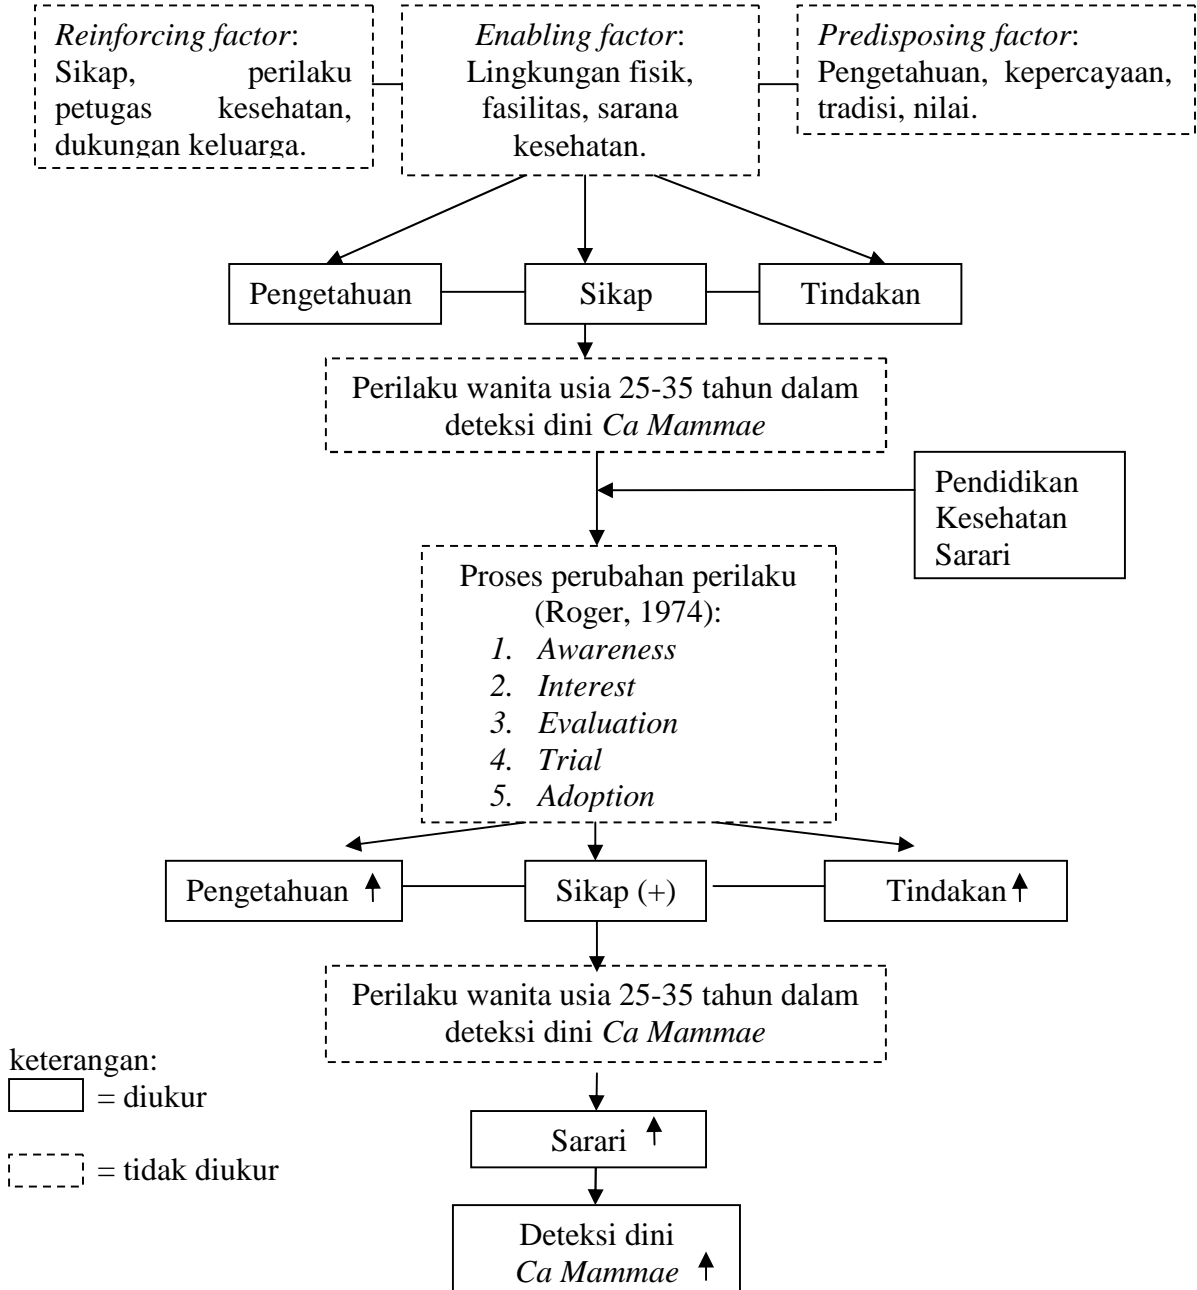 Reinforcing factor:
Sikap, perilaku
petugas kesehatan,
dukungan keluarga.
Enabling factor:
Lingkungan fisik,
fasilitas, sarana
kesehatan.
Predisposing factor:
Pengetahuan, kepercayaan,
tradisi, nilai.
Pengetahuan
Sikap
Tindakan
Perilaku wanita usia 25-35 tahun dalam
deteksi dini Ca Mammae
Pendidikan
Kesehatan
Sarari
Proses perubahan perilaku
(Roger, 1974):
1. Awareness
2. Interest
3. Evaluation
4. Trial
5. Adoption
Pengetahuan
Sikap (+)
Tindakan
Perilaku wanita usia 25-35 tahun dalam
deteksi dini Ca Mammae
keterangan:
= diukur
= tidak diukur
Sarari
Deteksi dini
Ca Mammae